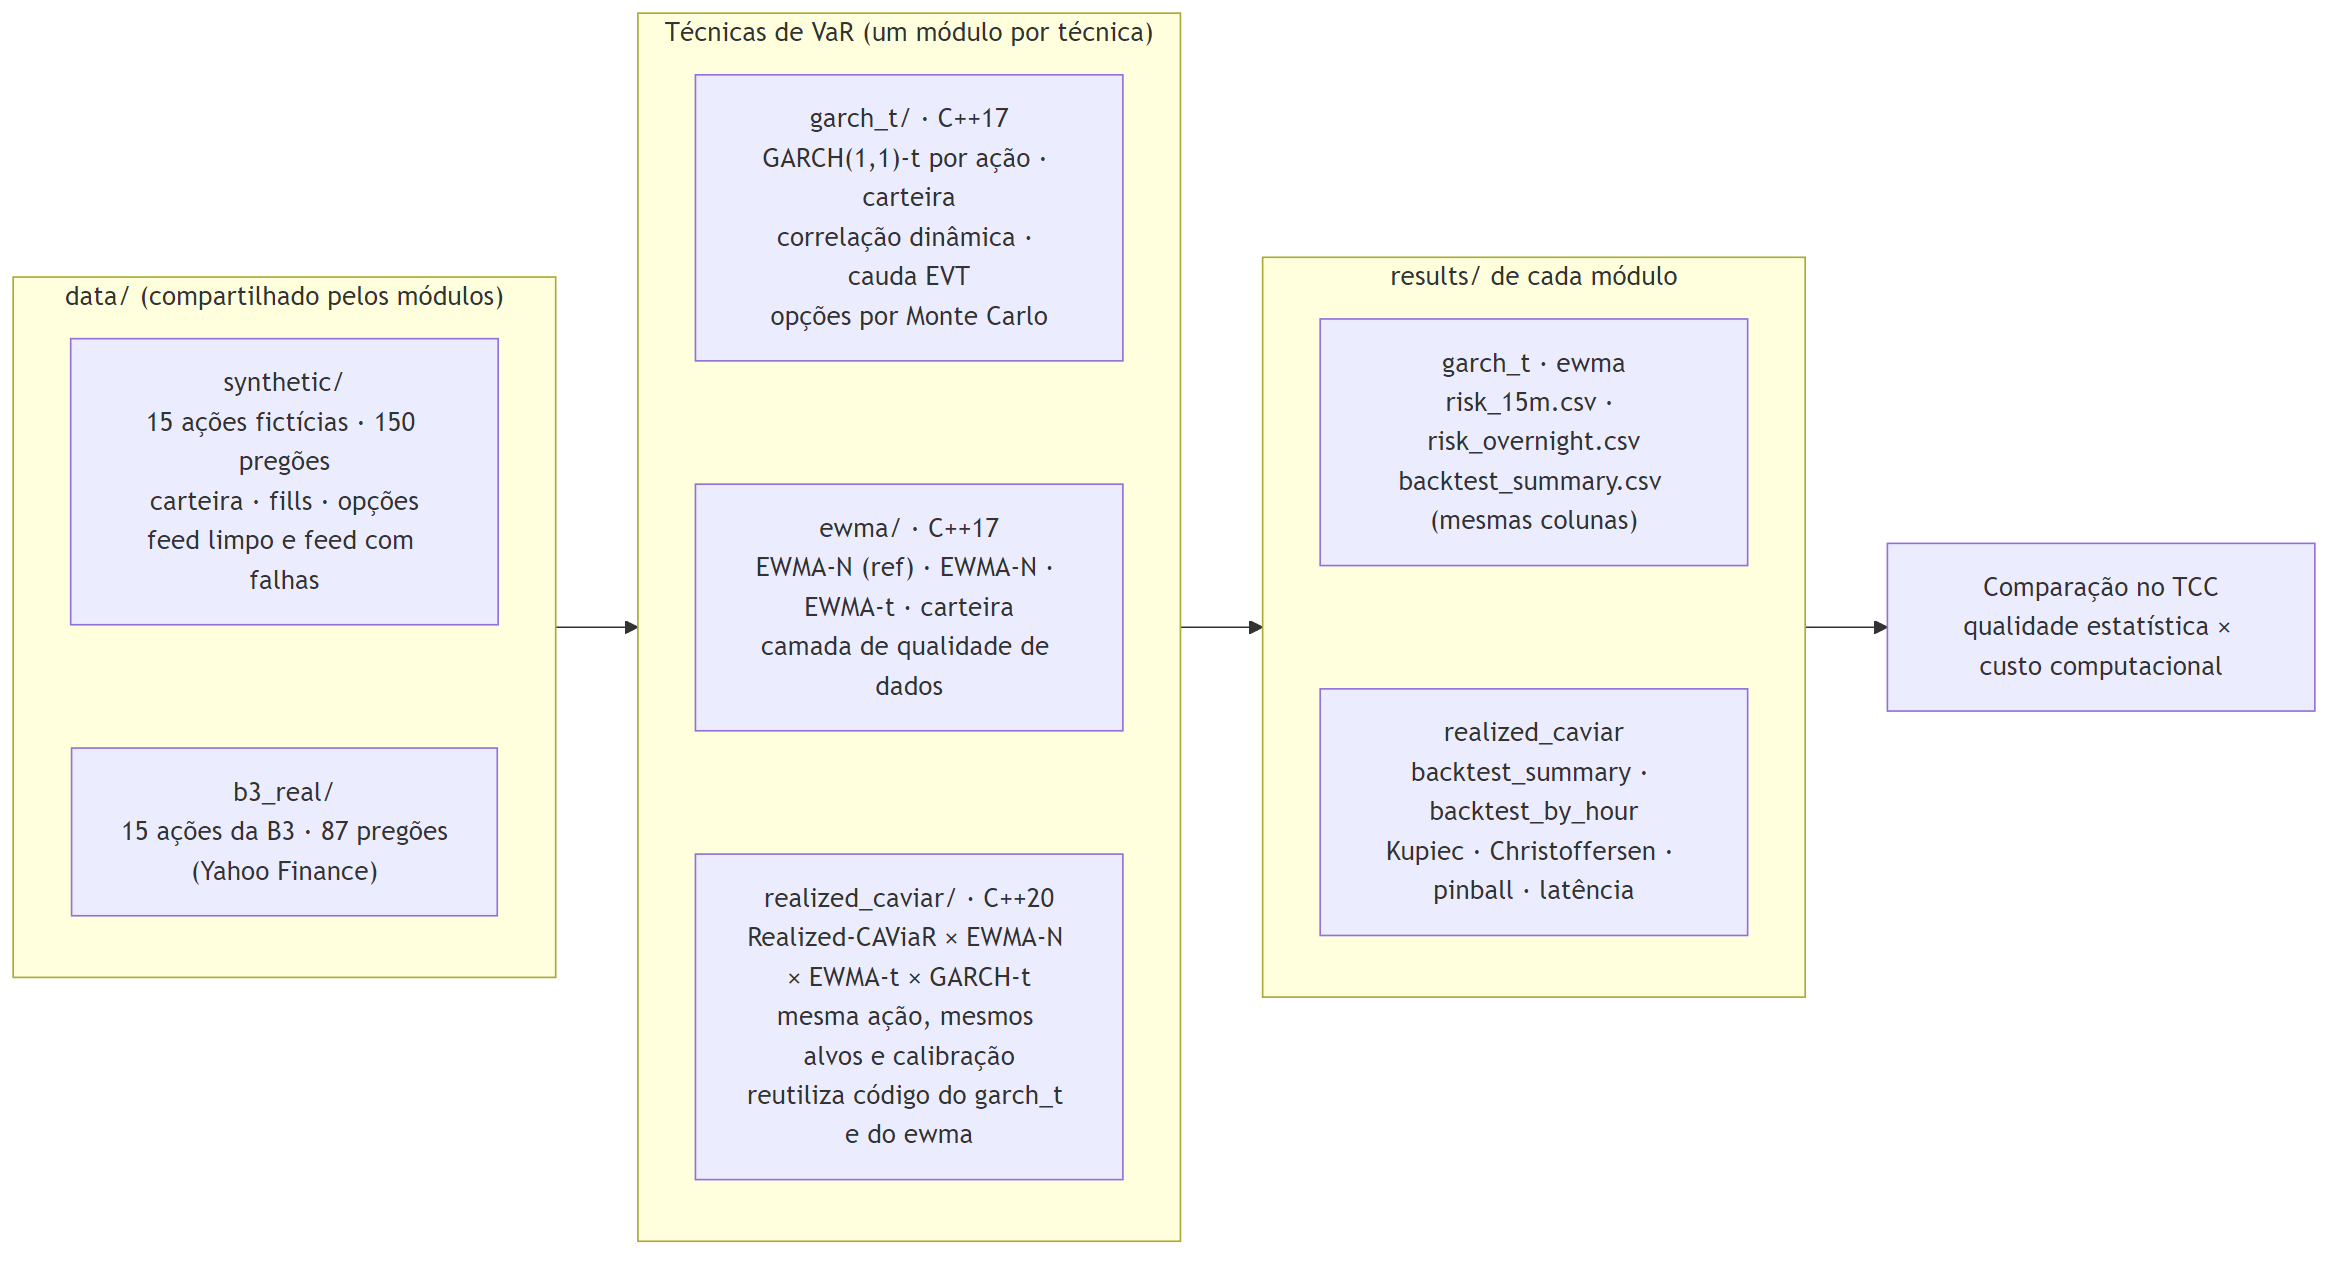 data/ (compartilhado pelos módulos)
synthetic/
15 ações fictícias · 150
pregões
carteira · fills · opções
feed limpo e feed com
falhas
b3_real/
15 ações da B3 · 87 pregões
(Yahoo Finance)
Técnicas de VaR (um módulo por técnica)
garch_t/ · C++17
GARCH(1,1)-t por ação ·
carteira
correlação dinâmica ·
cauda EVT
opções por Monte Carlo
ewma/ · C++17
EWMA-N (ref) · EWMA-N ·
EWMA-t · carteira
camada de qualidade de
dados
realized_caviar/ · C++20
Realized-CAViaR × EWMA-N
× EWMA-t × GARCH-t
mesma ação, mesmos
alvos e calibração
reutiliza código do garch_t
e do ewma
results/ de cada módulo
garch_t · ewma
risk_15m.csv ·
risk_overnight.csv
backtest_summary.csv
(mesmas colunas)
realized_caviar
backtest_summary ·
backtest_by_hour
Kupiec · Christoffersen ·
pinball · latência
Comparação no TCC
qualidade estatística ×
custo computacional